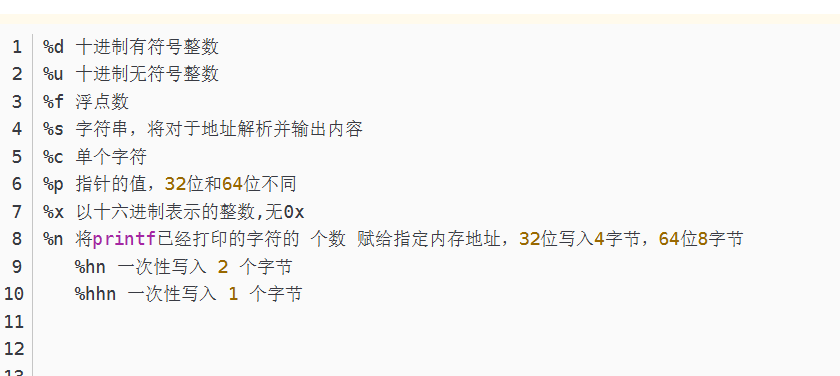 1 %d 十进制有符号整数
2 %u 十进制无符号整数
3 %f 浮点数
4 %s 字符串，将对于地址解析并输出内容
5 %c 单个字符
6 %p 指针的值，32位和64位不同
7 %x 以十六进制表示的整数,无0x
8 %n 将printf已经打印的字符的 个数 赋给指定内存地址，32位写入4字节，64位8字节
9 %hn 一次性写入 2 个字节
10 %hhn 一次性写入 1 个字节
11
12
13